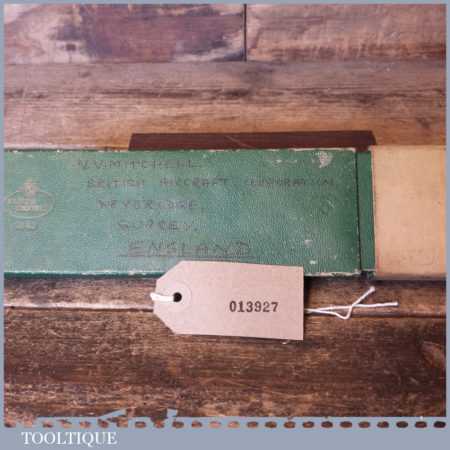 V.V. MITCHELL
BRITISH AIRCRAFT CORPORATION
WEYBRIDGE,
SURREY,
ENGLAND
013927
TOOLTIQUE